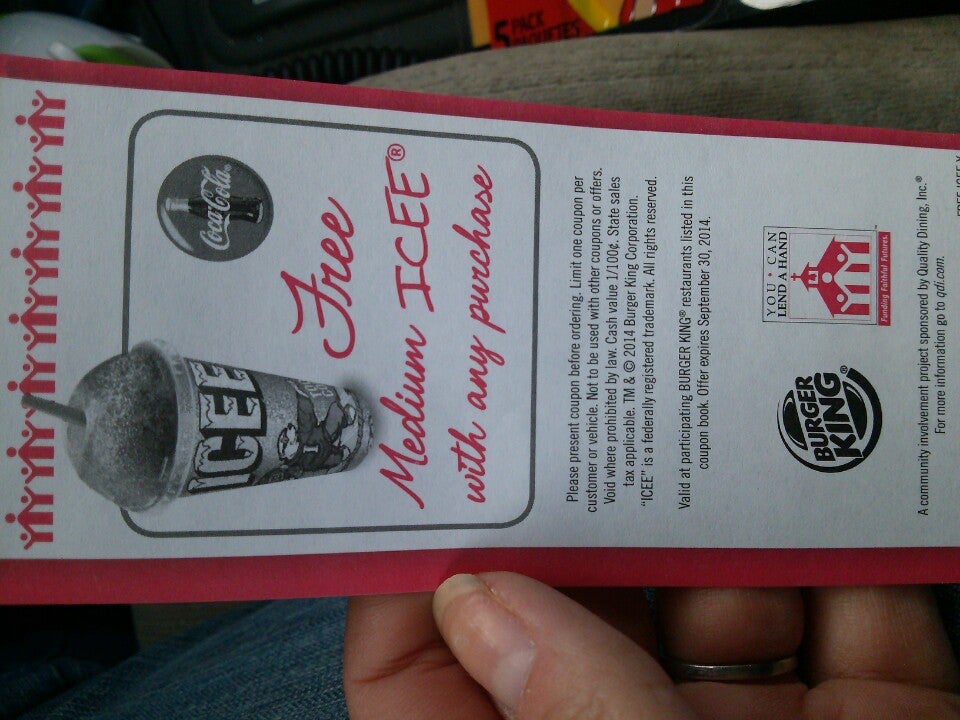 5 PACK
Coca-Cola
ICEE
Free
Medium ICEE®
with any purchase
Please present coupon before ordering. Limit one coupon per
customer or vehicle. Not to be used with other coupons or offers.
Void where prohibited by law. Cash value 1/100¢. State sales
tax applicable. TM & © 2014 Burger King Corporation.
"ICEE" is a federally registered trademark. All rights reserved.
Valid at participating BURGER KING® restaurants listed in this
coupon book. Offer expires September 30, 2014.
BURGER
KING®
YOU • CAN
LEND A HAND
Funding Faithful Futures.
A community involvement project sponsored by Quality Dining, Inc.®
For more information go to qdi.com.